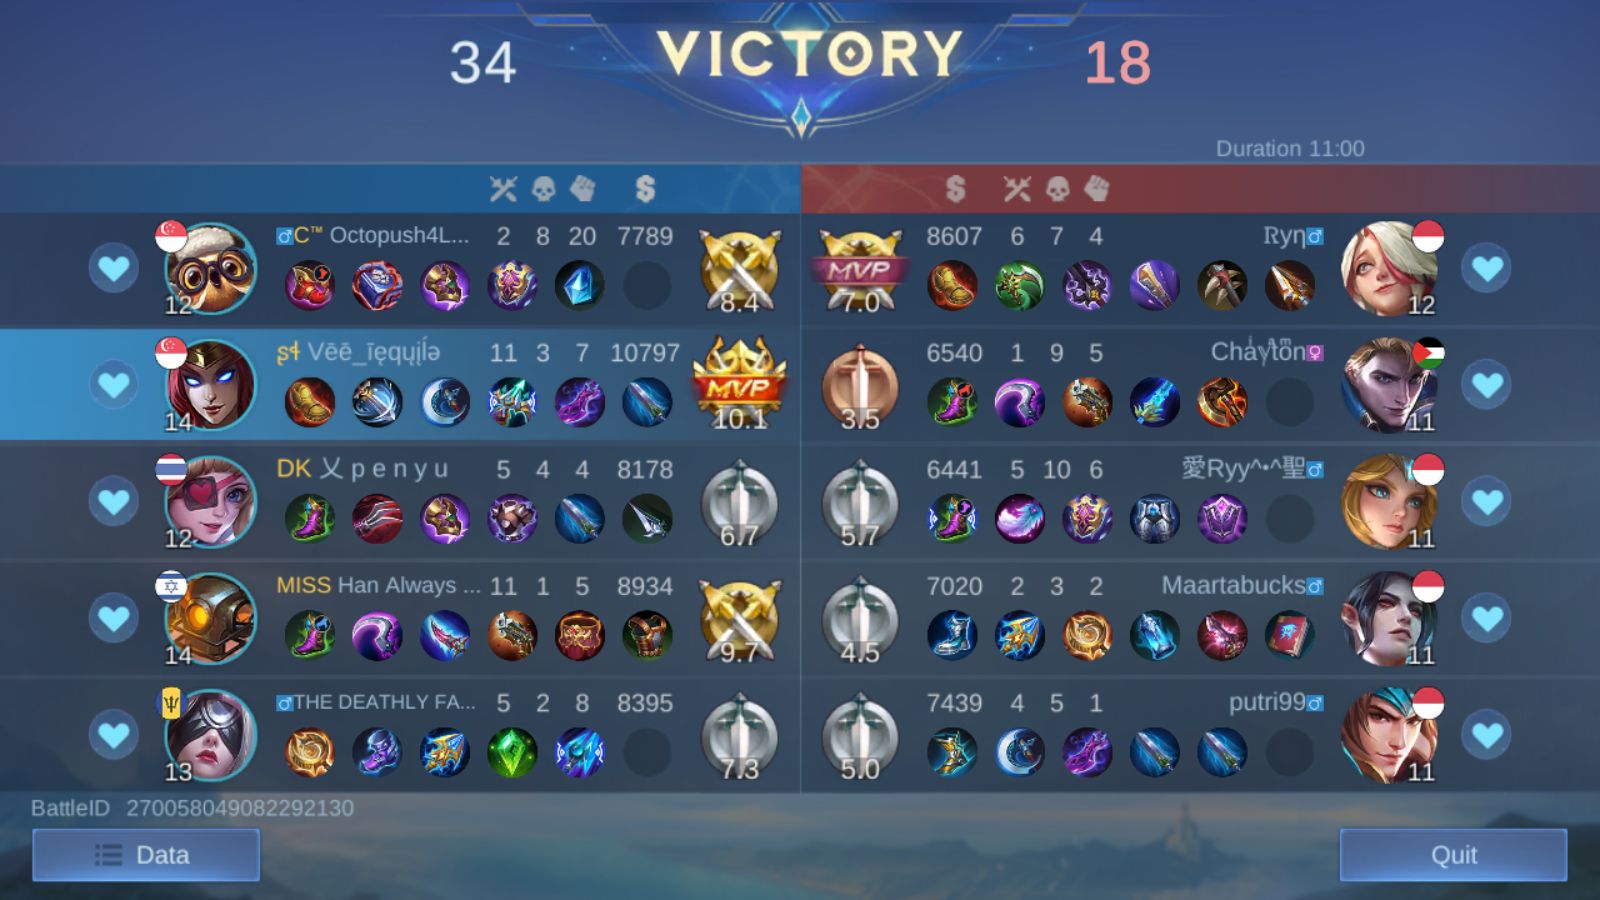 34 VICTORY 18
Duration 11:00
C™ Octopush4L... 2 8 20 7789
12 8.4
MVP 7.0 8607 6 7 4 Ryη
12
Vēē_īęqụįĺə 11 3 7 10797
14 MVP 10.1
6540 1 9 5
3.5 11
DK 乂 p e n y u 5 4 4 8178
12 6.7
6441 5 10 6 愛Ryy^•^聖
5.7 11
MISS Han Always ... 11 1 5 8934
14 9.7
7020 2 3 2 Maartabucks
4.5 11
THE DEATHLY FA... 5 2 8 8395
13 7.3
7439 4 5 1 putri99
5.0 11
BattleID 270058049082292130
Data
Quit